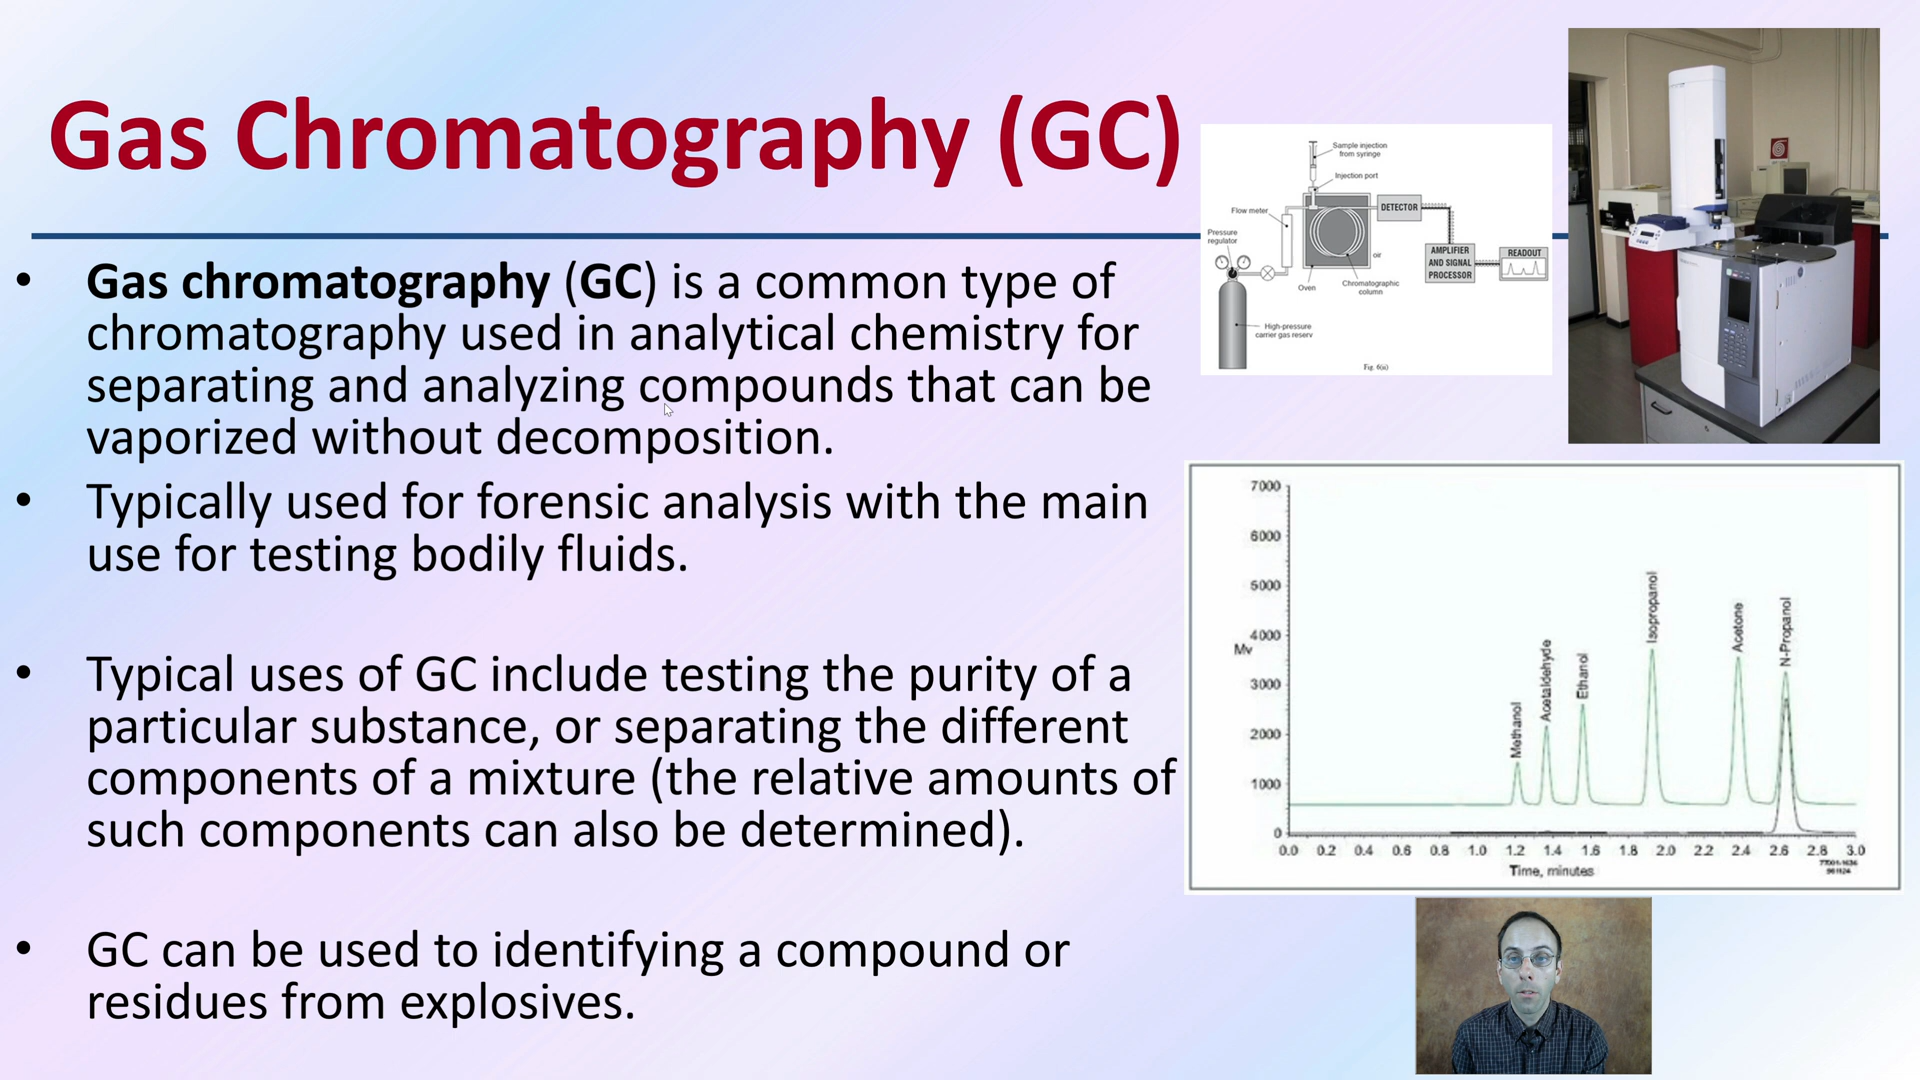 Gas Chromatography (GC)
• Gas chromatography (GC) is a common type of
chromatography used in analytical chemistry for
separating and analyzing compounds that can be
vaporized without decomposition.
• Typically used for forensic analysis with the main
use for testing bodily fluids.
• Typical uses of GC include testing the purity of a
particular substance, or separating the different
components of a mixture (the relative amounts of
such components can also be determined).
• GC can be used to identifying a compound or
residues from explosives.
Sample injection
from syringe
Injection port
Flow meter
DETECTOR
Pressure
regulator
AMPLIFIER
AND SIGNAL
PROCESSOR
READOUT
oir
Oven
Chromatographic
column
High-pressure
carrier gas reserv
Fig. 6(a)
7000
6000
5000
4000
Mv
3000
2000
1000
0
Methanol
Acetaldehyde
Ethanol
Isopropanol
Acetone
N-Propanol
0.0 0.2 0.4 0.6 0.8 1.0 1.2 1.4 1.6 1.8 2.0 2.2 2.4 2.6 2.8 3.0
Time, minutes